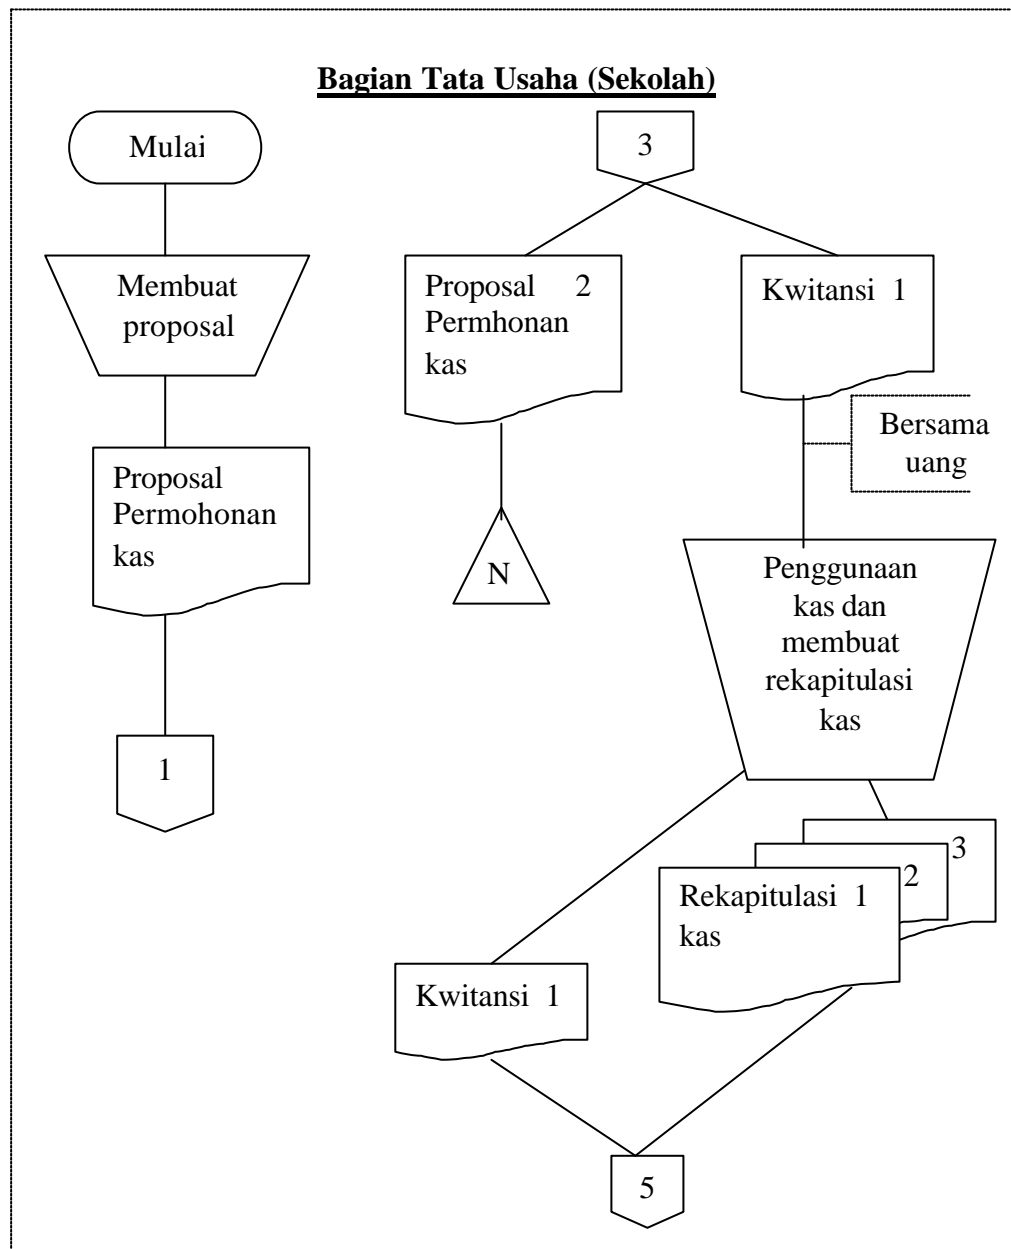 Bagian Tata Usaha (Sekolah)
Mulai
Membuat
proposal
Proposal
Permohonan
kas
1
3
Proposal 2
Permhonan
kas
N
Kwitansi 1
Bersama
uang
Penggunaan
kas dan
membuat
rekapitulasi
kas
3
2
Rekapitulasi 1
kas
Kwitansi 1
5